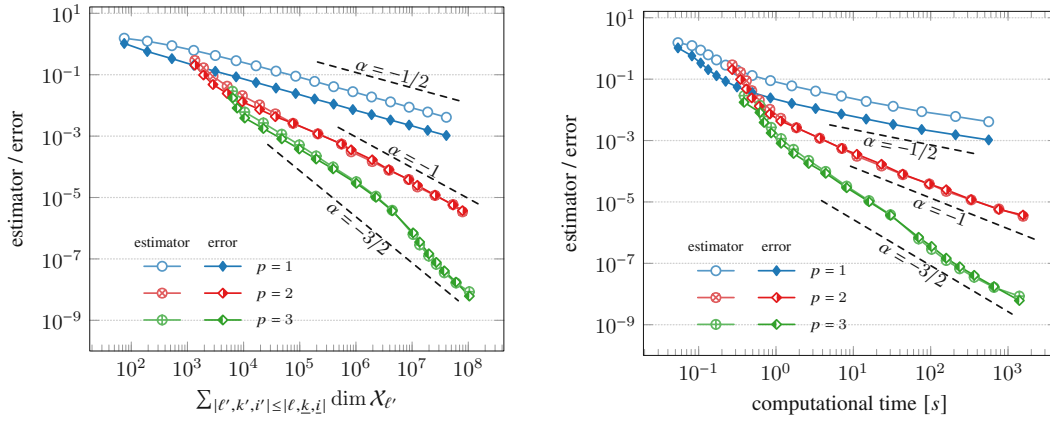 10^1
10^{-1}
10^{-3}
10^{-5}
10^{-7}
10^{-9}
estimator / error
α = −1/2
α = −1
α = −3/2
estimator error
p = 1
p = 2
p = 3
10^2 10^3 10^4 10^5 10^6 10^7 10^8
∑_{|ℓ′,k′,i′|≤|ℓ,\underline{k},\underline{i}|} dim 𝒳_{ℓ′}
10^1
10^{-1}
10^{-3}
10^{-5}
10^{-7}
10^{-9}
estimator / error
α = −1/2
α = −1
α = −3/2
estimator error
p = 1
p = 2
p = 3
10^{-1} 10^0 10^1 10^2 10^3
computational time [s]